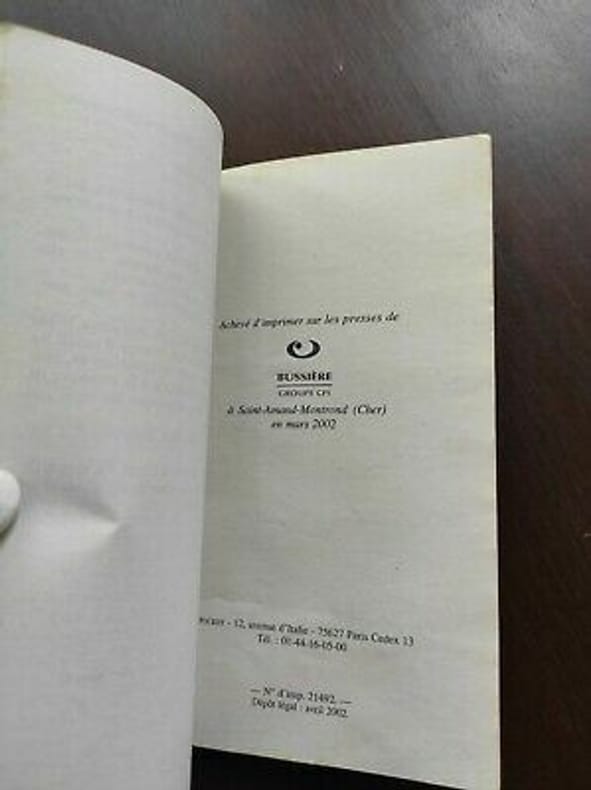 Achevé d'imprimer sur les presses de
BUSSIÈRE
GROUPE CPI
à Saint-Amand-Montrond (Cher)
en mars 2002
- 12, avenue d'Italie - 75627 Paris Cedex 13
Tél. : 01-44-16-05-00
— N° d'imp. 21492. —
Dépôt légal : avril 2002.